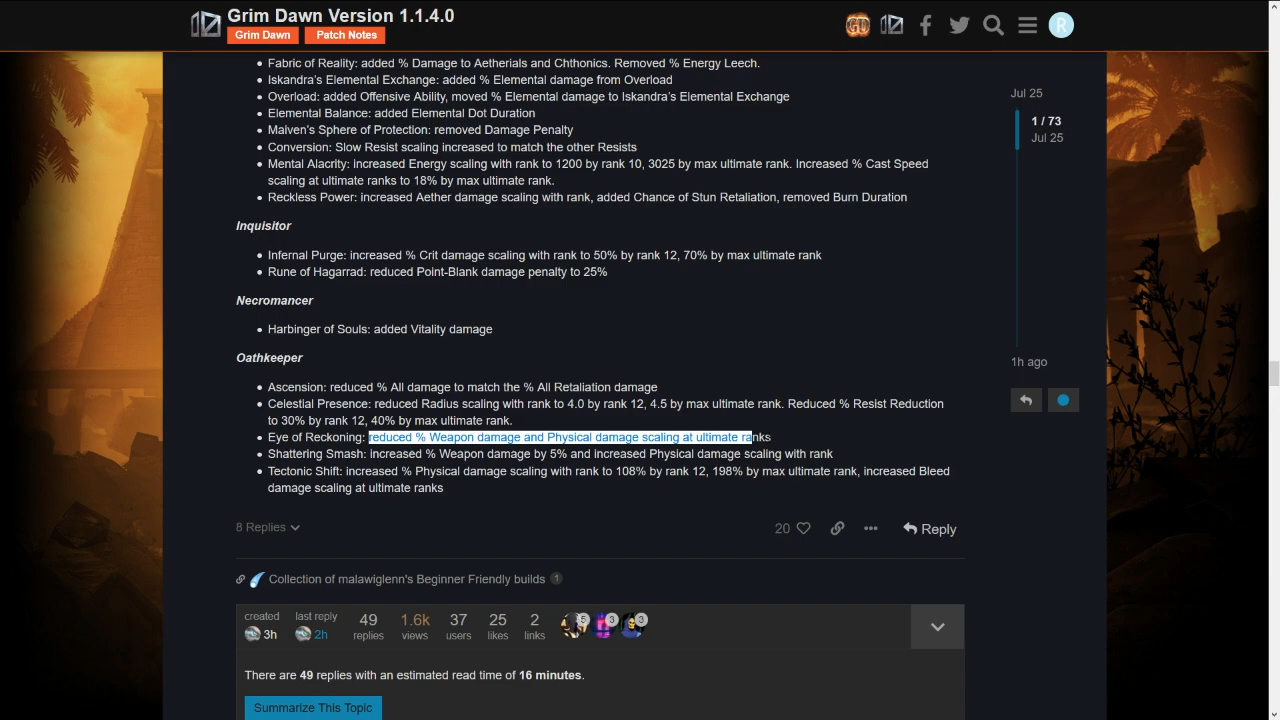 Grim Dawn Version 1.1.4.0
Grim Dawn Patch Notes
R
Fabric of Reality: added % Damage to Aetherials and Chthonics. Removed % Energy Leech.
Iskandra's Elemental Exchange: added % Elemental damage from Overload
Overload: added Offensive Ability, moved % Elemental damage to Iskandra's Elemental Exchange
Elemental Balance: added Elemental Dot Duration
Maiven's Sphere of Protection: removed Damage Penalty
Conversion: Slow Resist scaling increased to match the other Resists
Mental Alacrity: increased Energy scaling with rank to 1200 by rank 10, 3025 by max ultimate rank. Increased % Cast Speed
scaling at ultimate ranks to 18% by max ultimate rank.
Reckless Power: increased Aether damage scaling with rank, added Chance of Stun Retaliation, removed Burn Duration
Inquisitor
Infernal Purge: increased % Crit damage scaling with rank to 50% by rank 12, 70% by max ultimate rank
Rune of Hagarrad: reduced Point-Blank damage penalty to 25%
Necromancer
Harbinger of Souls: added Vitality damage
Oathkeeper
Ascension: reduced % All damage to match the % All Retaliation damage
Celestial Presence: reduced Radius scaling with rank to 4.0 by rank 12, 4.5 by max ultimate rank. Reduced % Resist Reduction
to 30% by rank 12, 40% by max ultimate rank.
Eye of Reckoning: reduced % Weapon damage and Physical damage scaling at ultimate ranks
Shattering Smash: increased % Weapon damage by 5% and increased Physical damage scaling with rank
Tectonic Shift: increased % Physical damage scaling with rank to 108% by rank 12, 198% by max ultimate rank, increased Bleed
damage scaling at ultimate ranks
Jul 25
1 / 73
Jul 25
1h ago
8 Replies
20
Reply
Collection of malawiglenn's Beginner Friendly builds 1
created last reply 49 1.6k 37 25 2 5 3 3
3h 2h replies views users likes links
There are 49 replies with an estimated read time of 16 minutes.
Summarize This Topic